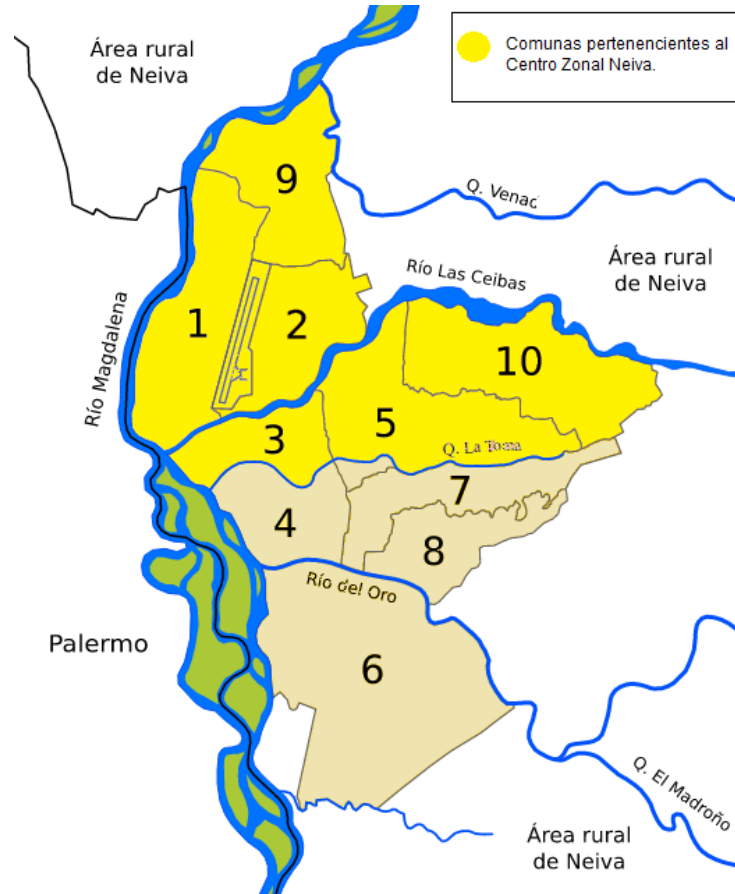 Área rural
de Neiva
Comunas pertenencientes al
Centro Zonal Neiva.
9
Q. Venac
Área rural
de Neiva
Río Las Ceibas
Río Magdalena
1
2
10
3
5
Q. La Toma
7
4
8
Río del Oro
Palermo
6
Q. El Madroño
Área rural
de Neiva